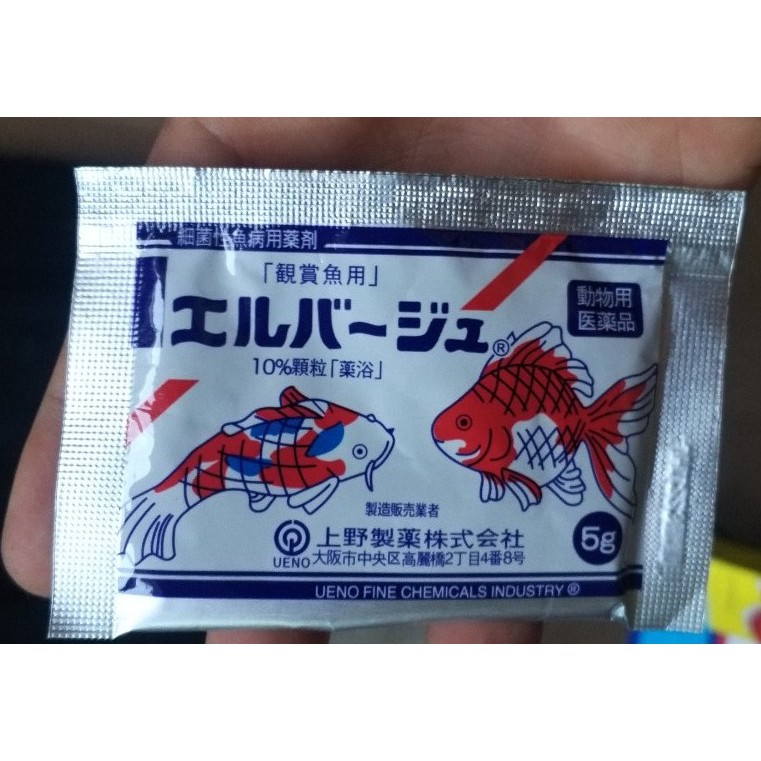 細菌性魚病用薬剤
「観賞魚用」
エルバージュ®
10%顆粒「薬浴」
動物用
医薬品
製造販売業者
UENO
上野製薬株式会社
大阪市中央区高麗橋2丁目4番8号
5g
UENO FINE CHEMICALS INDUSTRY ®